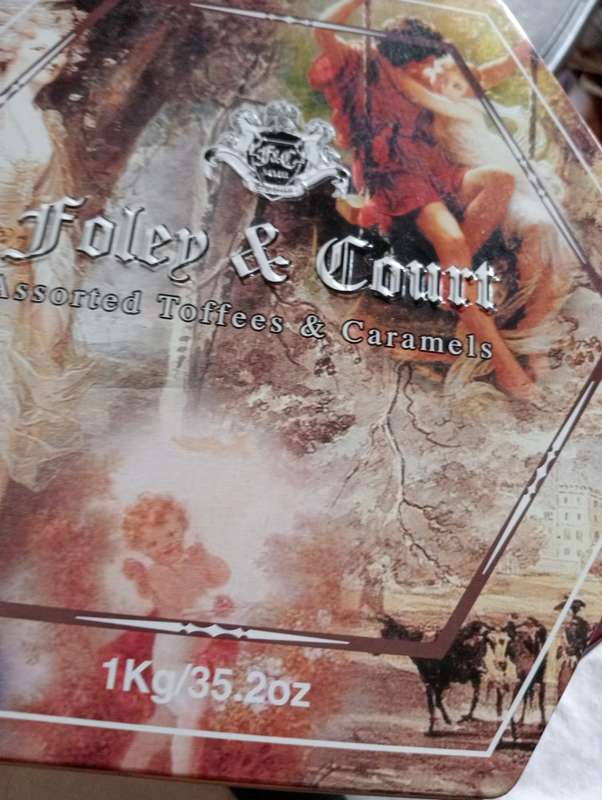 F&C
Foley & Court
Assorted Toffees & Caramels
1Kg/35.2oz